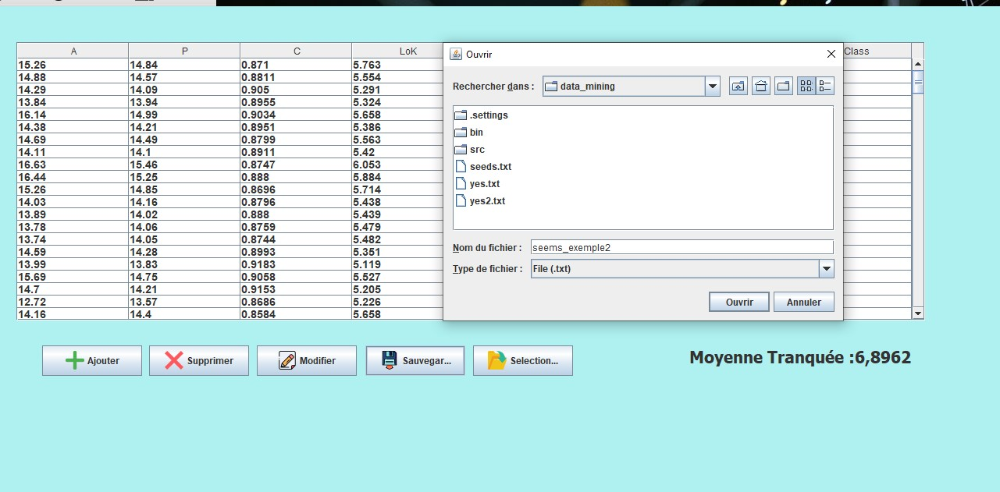 A P C LoK Class
15.26 14.84 0.871 5.763
14.88 14.57 0.8811 5.554
14.29 14.09 0.905 5.291
13.84 13.94 0.8955 5.324
16.14 14.99 0.9034 5.658
14.38 14.21 0.8951 5.386
14.69 14.49 0.8799 5.563
14.11 14.1 0.8911 5.42
16.63 15.46 0.8747 6.053
16.44 15.25 0.888 5.884
15.26 14.85 0.8696 5.714
14.03 14.16 0.8796 5.438
13.89 14.02 0.888 5.439
13.78 14.06 0.8759 5.479
13.74 14.05 0.8744 5.482
14.59 14.28 0.8993 5.351
13.99 13.83 0.9183 5.119
15.69 14.75 0.9058 5.527
14.7 14.21 0.9153 5.205
12.72 13.57 0.8686 5.226
14.16 14.4 0.8584 5.658
Ouvrir
Rechercher dans : data_mining
.settings
bin
src
seeds.txt
yes.txt
yes2.txt
Nom du fichier : seems_exemple2
Type de fichier : File (.txt)
Ouvrir Annuler
Ajouter Supprimer Modifier Sauvegar... Selection...
Moyenne Tranquée :6,8962